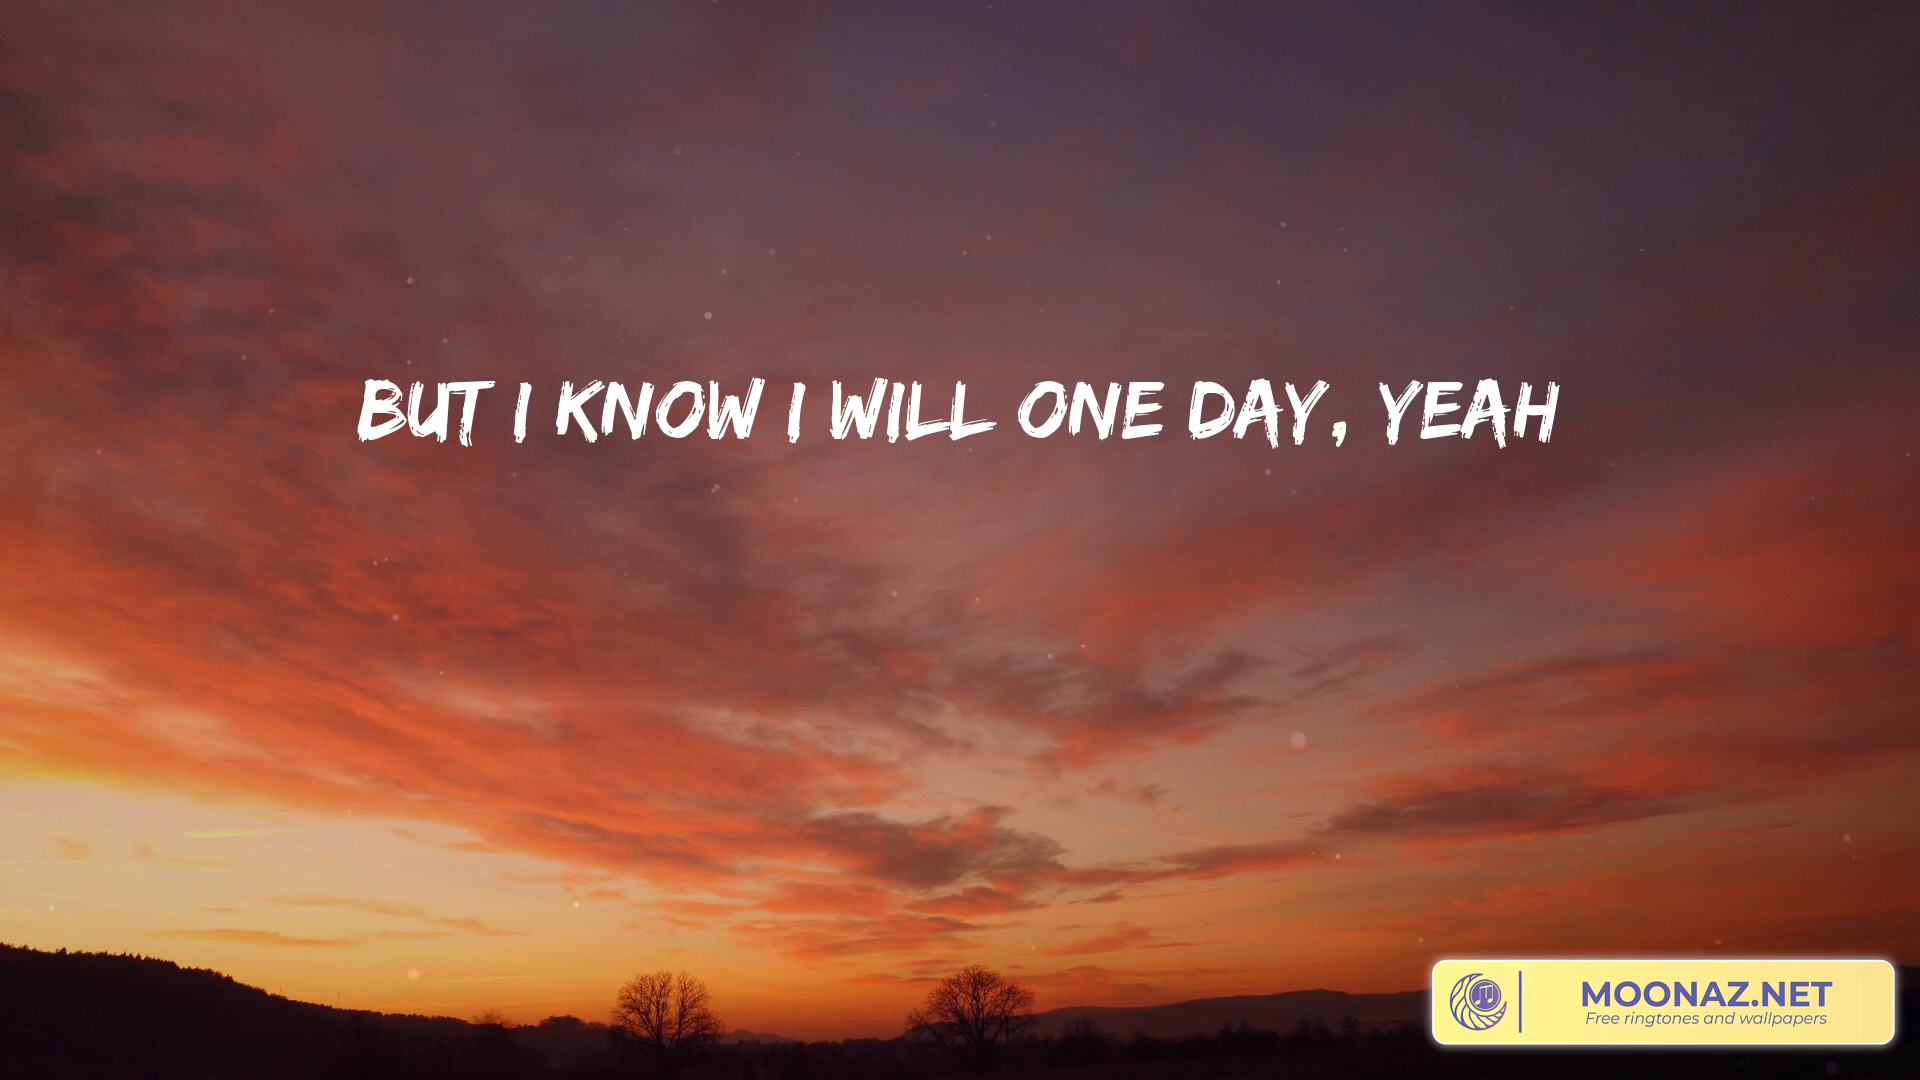 BUT I KNOW I WILL ONE DAY, YEAH
MOONAZ.NET
Free ringtones and wallpapers